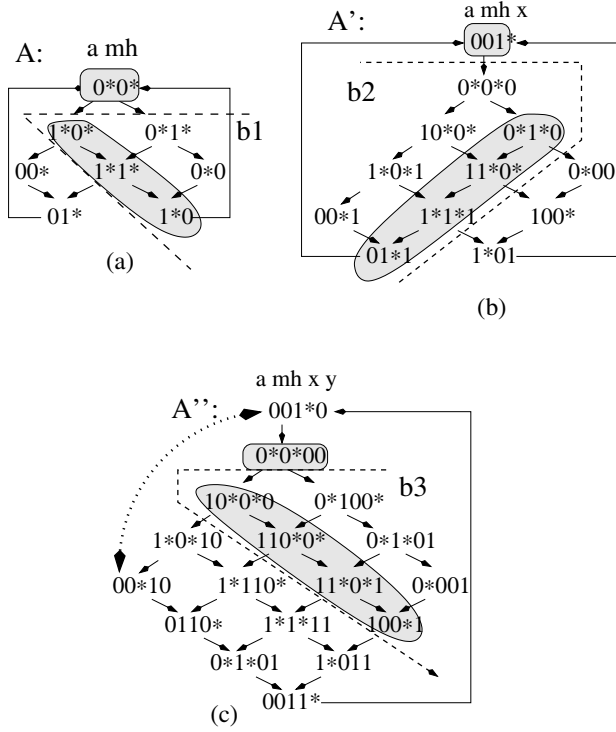 A:
a mh
0*0*
b1
1*0* 0*1*
00* 1*1* 0*0
01* 1*0
(a)
A':
a mh x
001*
b2
0*0*0
10*0* 0*1*0
1*0*1 11*0* 0*00
00*1 1*1*1 100*
01*1 1*01
(b)
a mh x y
A'':
001*0
0*0*00
b3
10*0*0 0*100*
1*0*10 110*0* 0*1*01
00*10 1*110* 11*0*1 0*001
0110* 1*1*11 100*1
0*1*01 1*011
0011*
(c)